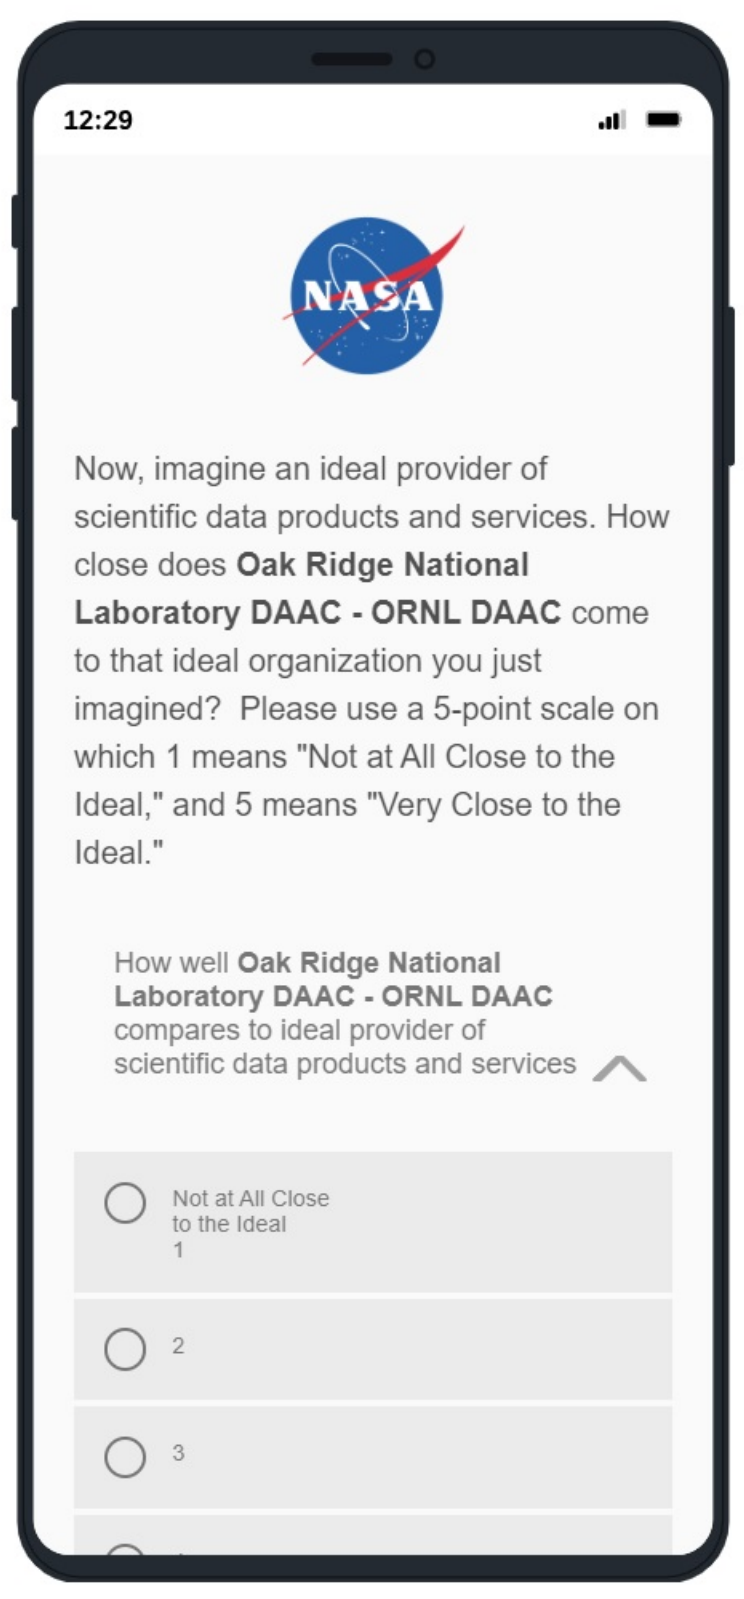 12:29
NASA
Now, imagine an ideal provider of
scientific data products and services. How
close does Oak Ridge National
Laboratory DAAC - ORNL DAAC come
to that ideal organization you just
imagined?  Please use a 5-point scale on
which 1 means "Not at All Close to the
Ideal," and 5 means "Very Close to the
Ideal."
How well Oak Ridge National
Laboratory DAAC - ORNL DAAC
compares to ideal provider of
scientific data products and services
Not at All Close
to the Ideal
1
2
3